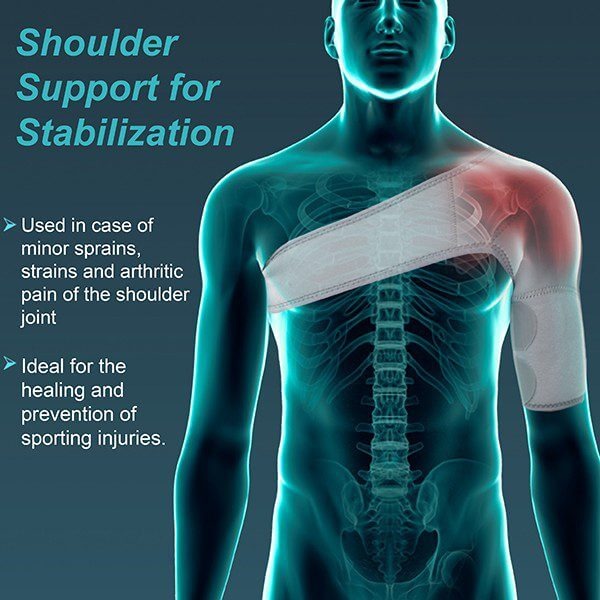 Shoulder
Support for
Stabilization
➢ Used in case of
minor sprains,
strains and arthritic
pain of the shoulder
joint
➢ Ideal for the
healing and
prevention of
sporting injuries.